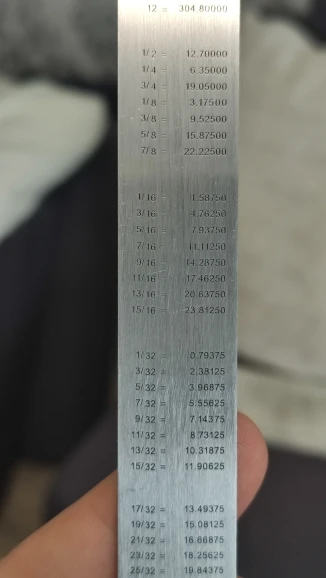 12 = 304.80000
1/2 = 12.70000
1/4 = 6.35000
3/4 = 19.05000
1/8 = 3.17500
3/8 = 9.52500
5/8 = 15.87500
7/8 = 22.22500
1/16 = 1.58750
3/16 = 4.76250
5/16 = 7.93750
7/16 = 11.11250
9/16 = 14.28750
11/16 = 17.46250
13/16 = 20.63750
15/16 = 23.81250
1/32 = 0.79375
3/32 = 2.38125
5/32 = 3.96875
7/32 = 5.55625
9/32 = 7.14375
11/32 = 8.73125
13/32 = 10.31875
15/32 = 11.90625
17/32 = 13.49375
19/32 = 15.08125
21/32 = 16.66875
23/32 = 18.25625
25/32 = 19.84375